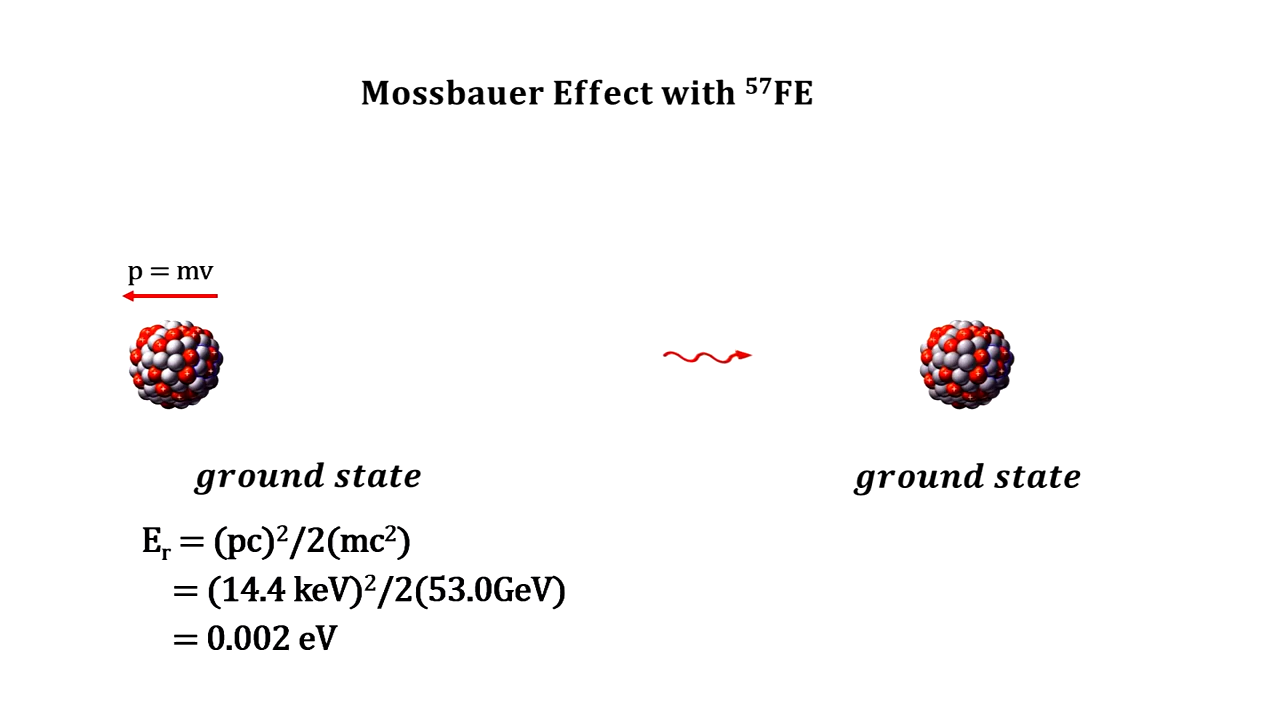 Mossbauer Effect with ⁵⁷FE
p = mv
ground state
ground state
Eᵣ = (pc)²/2(mc²)
= (14.4 keV)²/2(53.0GeV)
= 0.002 eV